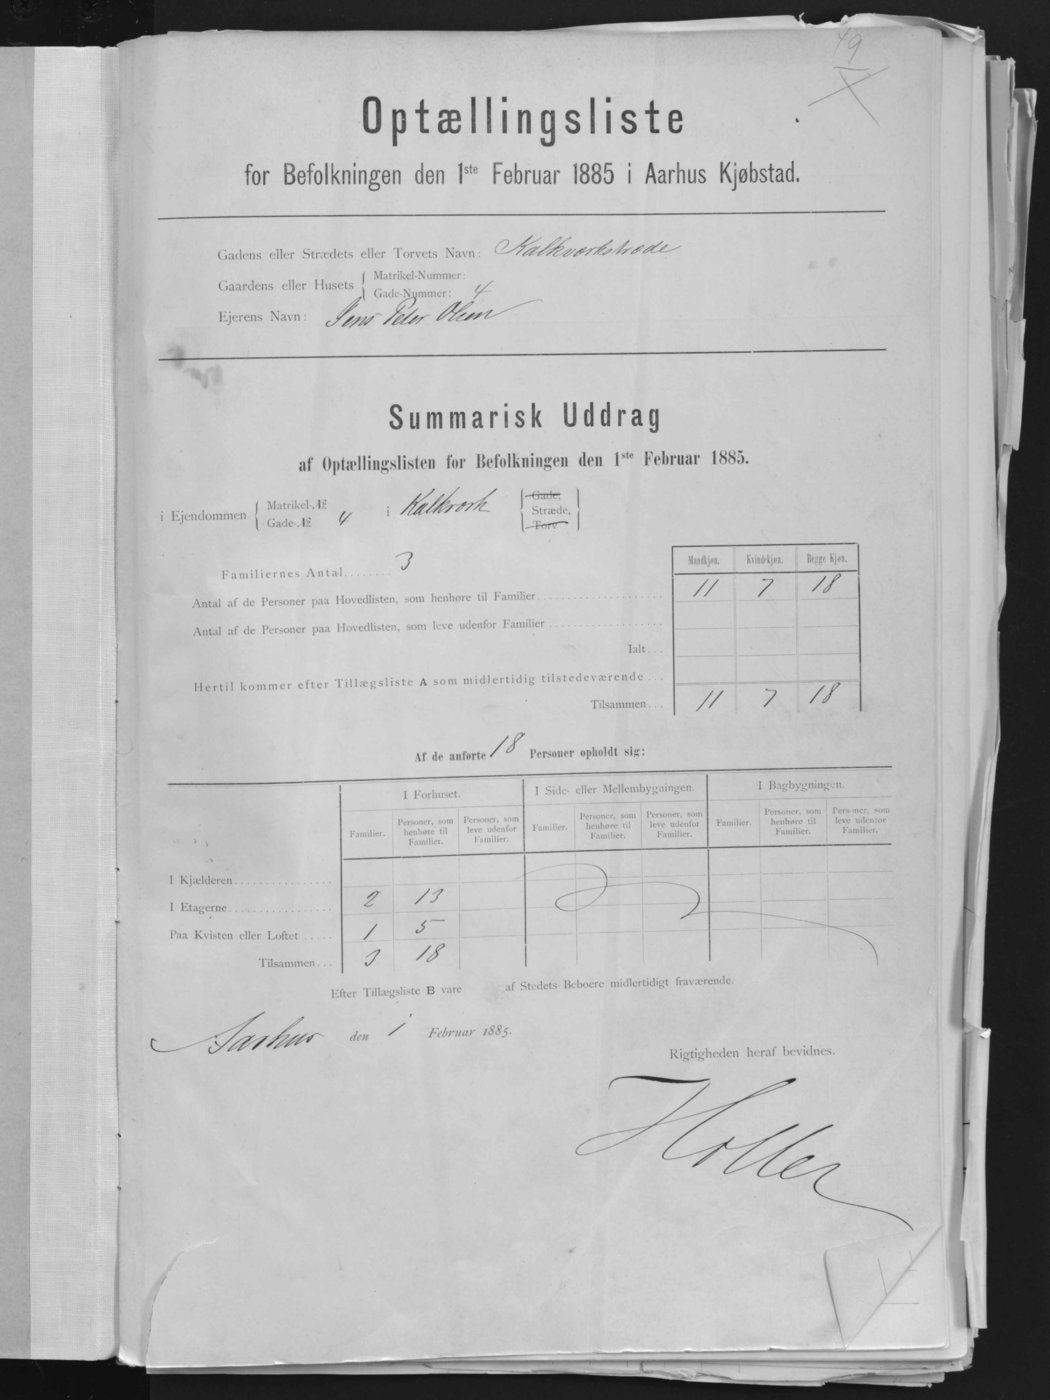 49
Optællingsliste
for Befolkningen den 1ste Februar 1885 i Aarhus Kjøbstad.
Gadens eller Strædets eller Torvets Navn: Kalkværkstræde
Gaardens eller Husets { Matrikel-Nummer:
Gade-Nummer: 4
Ejerens Navn: Jens Peter Olsen
Summarisk Uddrag
af Optællingslisten for Befolkningen den 1ste Februar 1885.
i Ejendommen { Matrikel-№
Gade-№ 4 i Kalkværk { Gade,
Stræde,
Torv }
Mandkjøn. Kvindekjøn. Begge Kjøn.
Familiernes Antal........ 3
Antal af de Personer paa Hovedlisten, som henhøre til Familier 11 7 18
Antal af de Personer paa Hovedlisten, som leve udenfor Familier
Ialt...
Hertil kommer efter Tillægsliste A som midlertidig tilstedeværende...
Tilsammen... 11 7 18
Af de anførte 18 Personer opholdt sig:
I Forhuset. I Side- eller Mellembygningen. I Bagbygningen.
Familier. Personer, som henhøre til Familier. Personer, som leve udenfor Familier. Familier. Personer, som henhøre til Familier. Personer, som leve udenfor Familier. Familier. Personer, som henhøre til Familier. Personer, som leve udenfor Familier.
I Kjælderen
I Etagerne 2 13
Paa Kvisten eller Loftet 1 5
Tilsammen... 3 18
Efter Tillægsliste B vare af Stedets Beboere midlertidigt fraværende.
Aarhus den 1 Februar 1885.
Rigtigheden heraf bevidnes.
Holler